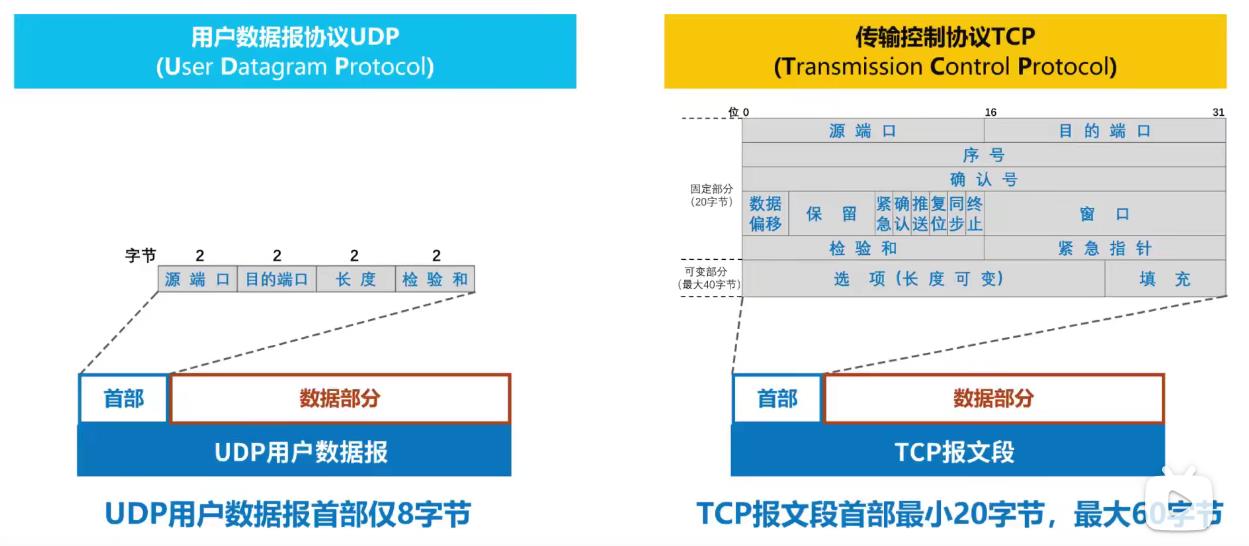 用户数据报协议UDP
(User Datagram Protocol)
字节 2 2 2 2
源端口 目的端口 长度 检验和
首部 数据部分
UDP用户数据报
UDP用户数据报首部仅8字节
传输控制协议TCP
(Transmission Control Protocol)
位 0 16 31
源端口 目的端口
序号
确认号
固定部分
(20字节)
数据偏移 保留 紧急 确认 推送 复位 同步 终止 窗口
检验和 紧急指针
可变部分
(最大40字节)
选项(长度可变) 填充
首部 数据部分
TCP报文段
TCP报文段首部最小20字节，最大60字节